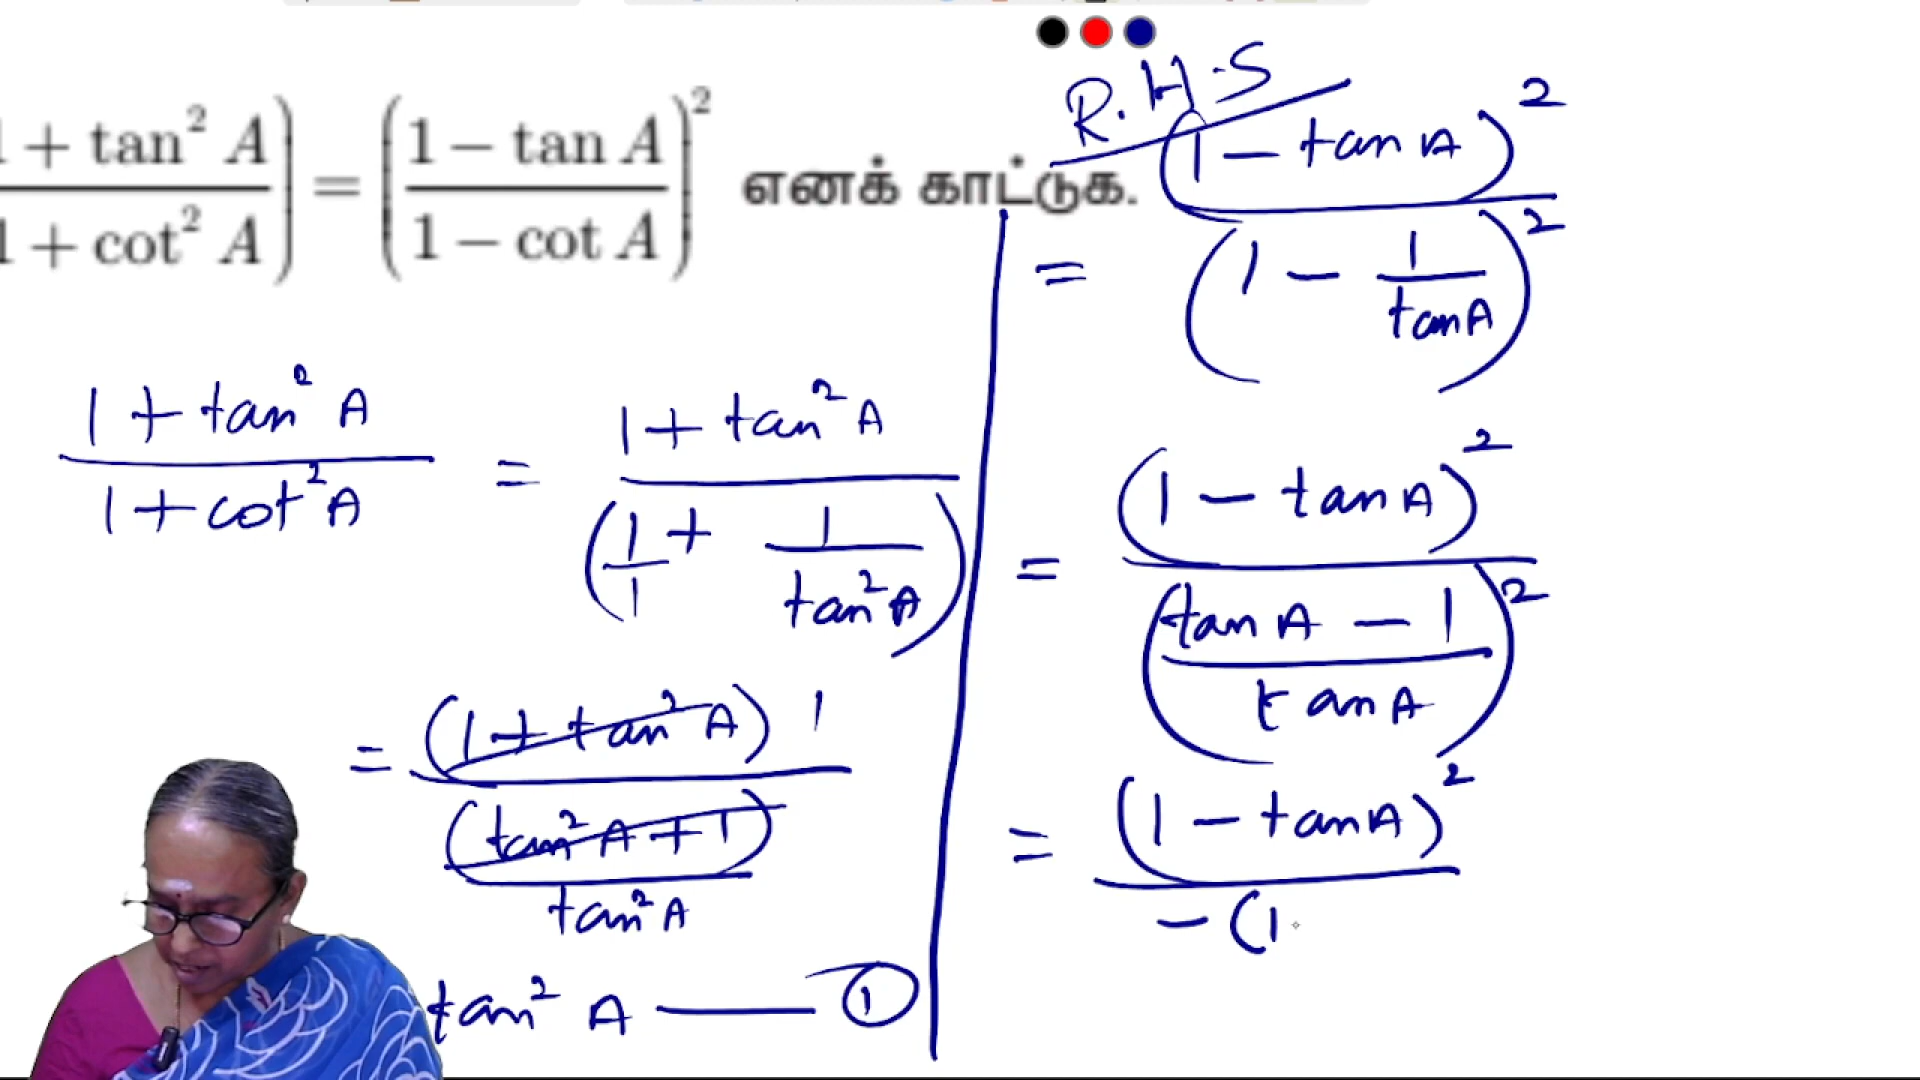 1 + tan² A / 1 + cot² A) = (1 − tan A / 1 − cot A)² எனக் காட்டுக.
1 + tan² A / 1 + cot² A = 1 + tan² A / (1/1 + 1/tan² A)
= (1 + tan² A) 1 / (tan² A + 1) / tan² A
tan² A —— ①
R.H.S
= (1 − tan A)² / (1 − 1/tan A)²
= (1 − tan A)² / (tan A − 1 / tan A)²
= (1 − tan A)² / − (1